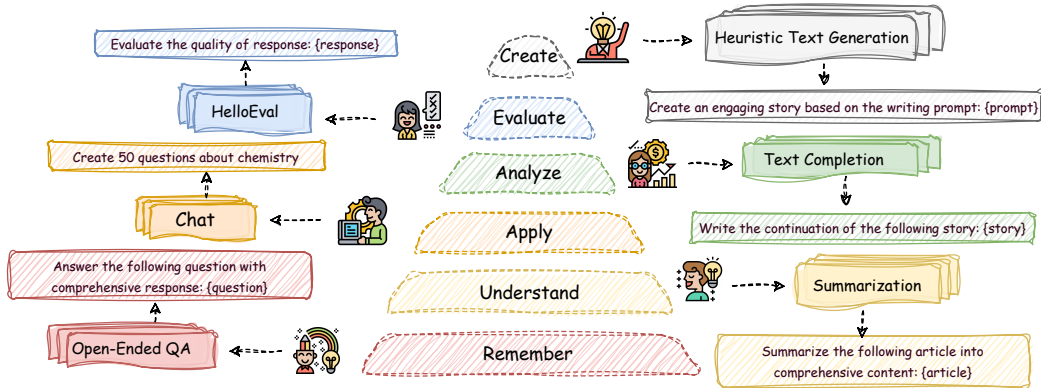 Evaluate the quality of response: {response}
HelloEval
Create 50 questions about chemistry
Chat
Answer the following question with
comprehensive response: {question}
Open-Ended QA
Create
Evaluate
Analyze
Apply
Understand
Remember
Heuristic Text Generation
Create an engaging story based on the writing prompt: {prompt}
Text Completion
Write the continuation of the following story: {story}
Summarization
Summarize the following article into
comprehensive content: {article}